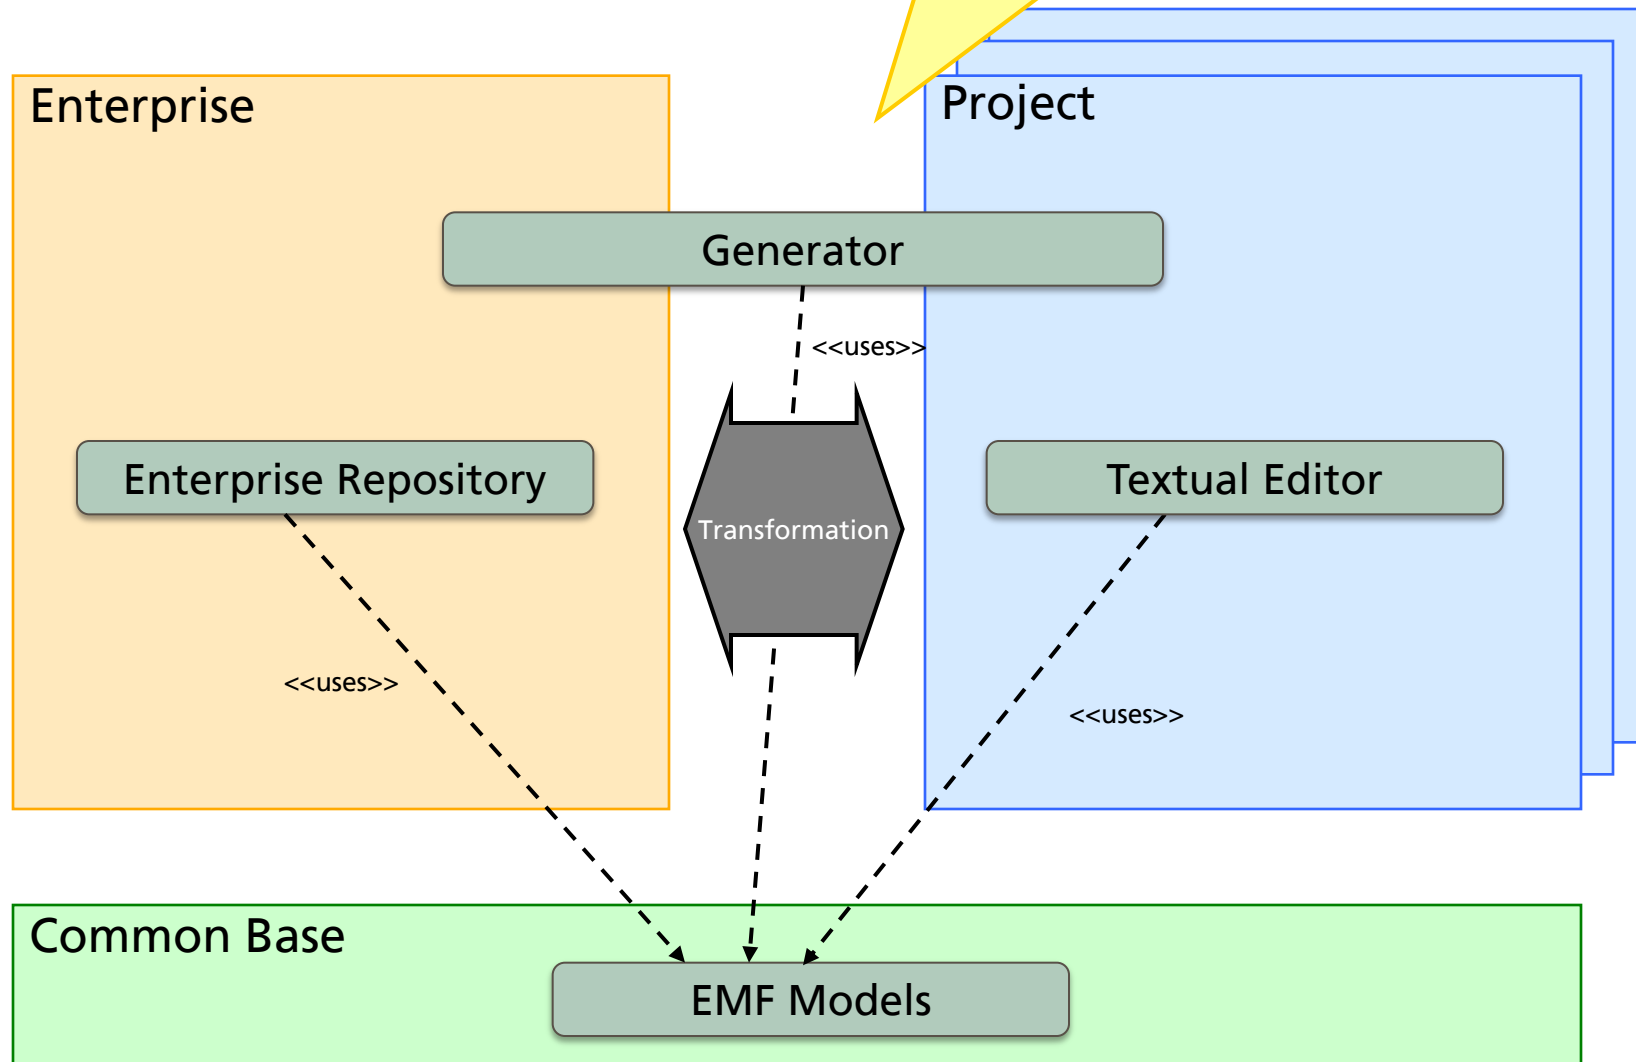 Enterprise
Project
Generator
<<uses>>
Enterprise Repository
Textual Editor
Transformation
<<uses>>
<<uses>>
Common Base
EMF Models